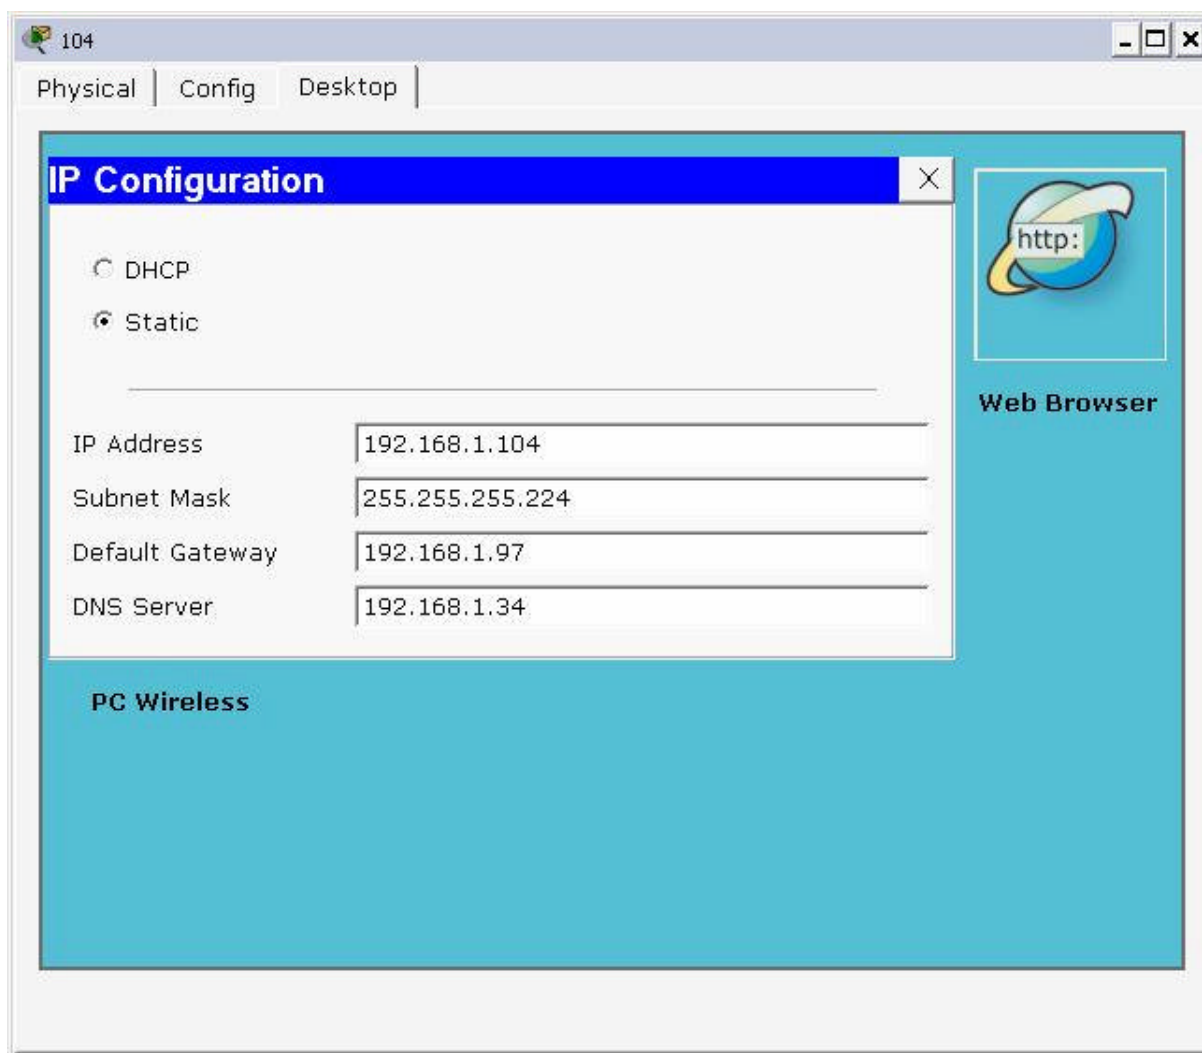 104
Physical Config Desktop
IP Configuration
http:
DHCP
Static
Web Browser
IP Address 192.168.1.104
Subnet Mask 255.255.255.224
Default Gateway 192.168.1.97
DNS Server 192.168.1.34
PC Wireless